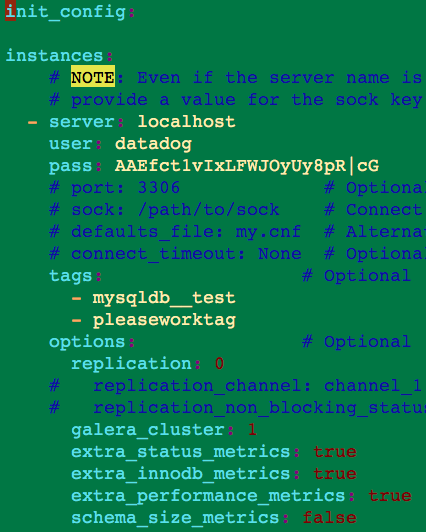 init_config:
instances:
# NOTE: Even if the server name is
# provide a value for the sock key
- server: localhost
user: datadog
pass: AAEfct1vIxLFWJOyUy8pR|cG
# port: 3306 # Optional
# sock: /path/to/sock # Connect
# defaults_file: my.cnf # Alterna
# connect_timeout: None # Optional
tags: # Optional
- mysqldb__test
- pleaseworktag
options: # Optional
replication: 0
# replication_channel: channel_1
# replication_non_blocking_status
galera_cluster: 1
extra_status_metrics: true
extra_innodb_metrics: true
extra_performance_metrics: true
schema_size_metrics: false